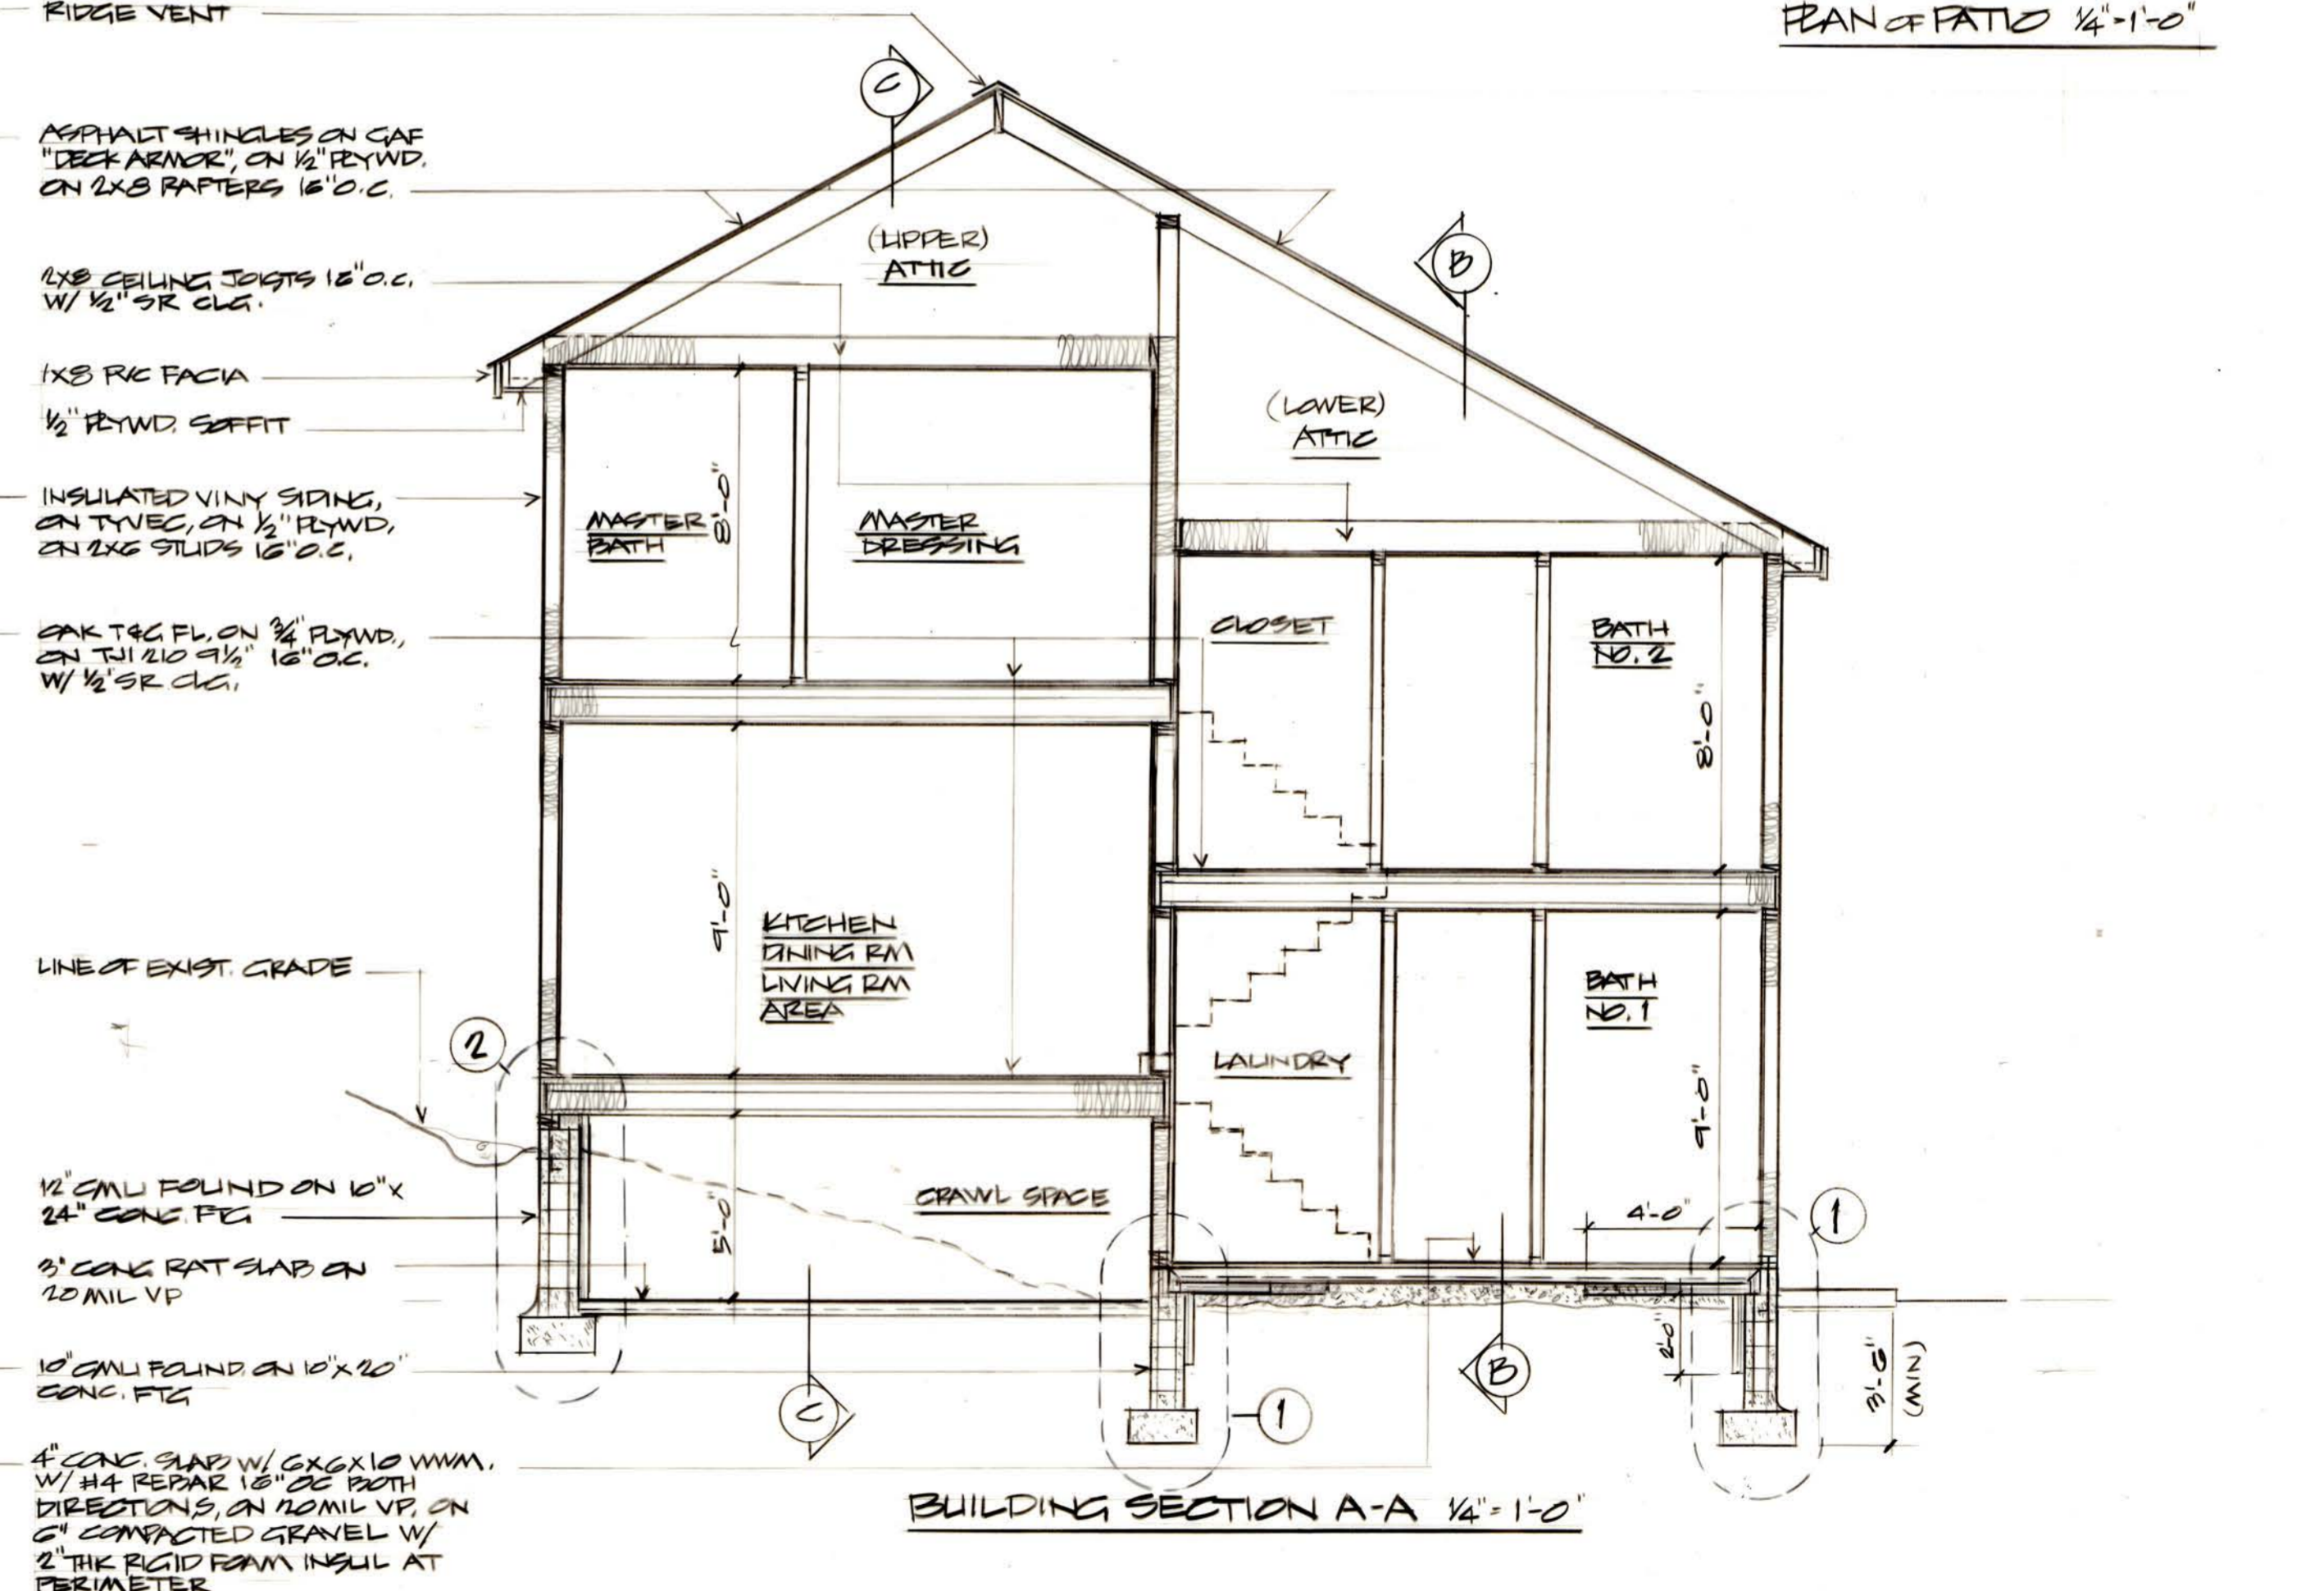 RIDGE VENT
PLAN OF PATIO 1/4"=1'-0"
C
ASPHALT SHINGLES ON GAF
"DECK ARMOR", ON 1/2" PLYWD.
ON 2X8 RAFTERS 16" O.C.
(UPPER)
ATTIC
B
2X8 CEILING JOISTS 16" O.C.
W/ 1/2" SR CLG.
1X8 R/C FACIA
1/2" PLYWD. SOFFIT
(LOWER)
ATTIC
INSULATED VINY SIDING,
ON TYVEC, ON 1/2" PLYWD,
ON 2X6 STUDS 16" O.C.
MASTER
BATH
8'-0"
MASTER
DRESSING
OAK T&G FL. ON 3/4" PLYWD.,
ON TJI 210 9 1/2" 16" O.C.
W/ 1/2" SR CLG.
CLOSET
BATH
NO. 2
8'-0"
9'-0"
KITCHEN
DINING RM
LIVING RM
AREA
LINE OF EXIST. GRADE
BATH
NO. 1
2
LAUNDRY
9'-0"
12" CMU FOUND ON 10" X
24" CONC. FTG
CRAWL SPACE
5'-0"
4'-0"
1
3" CONC RAT SLAB ON
20 MIL VP
2'-0"
3'-6"
(MIN)
10" CMU FOUND. ON 10" X 20"
CONC. FTG
C
1
B
4" CONC. SLAB W/ 6X6X10 WWM.
W/ #4 REBAR 16" OC BOTH
DIRECTIONS, ON 20 MIL VP, ON
6" COMPACTED GRAVEL W/
2" THK RIGID FOAM INSUL AT
PERIMETER
BUILDING SECTION A-A 1/4" = 1'-0"